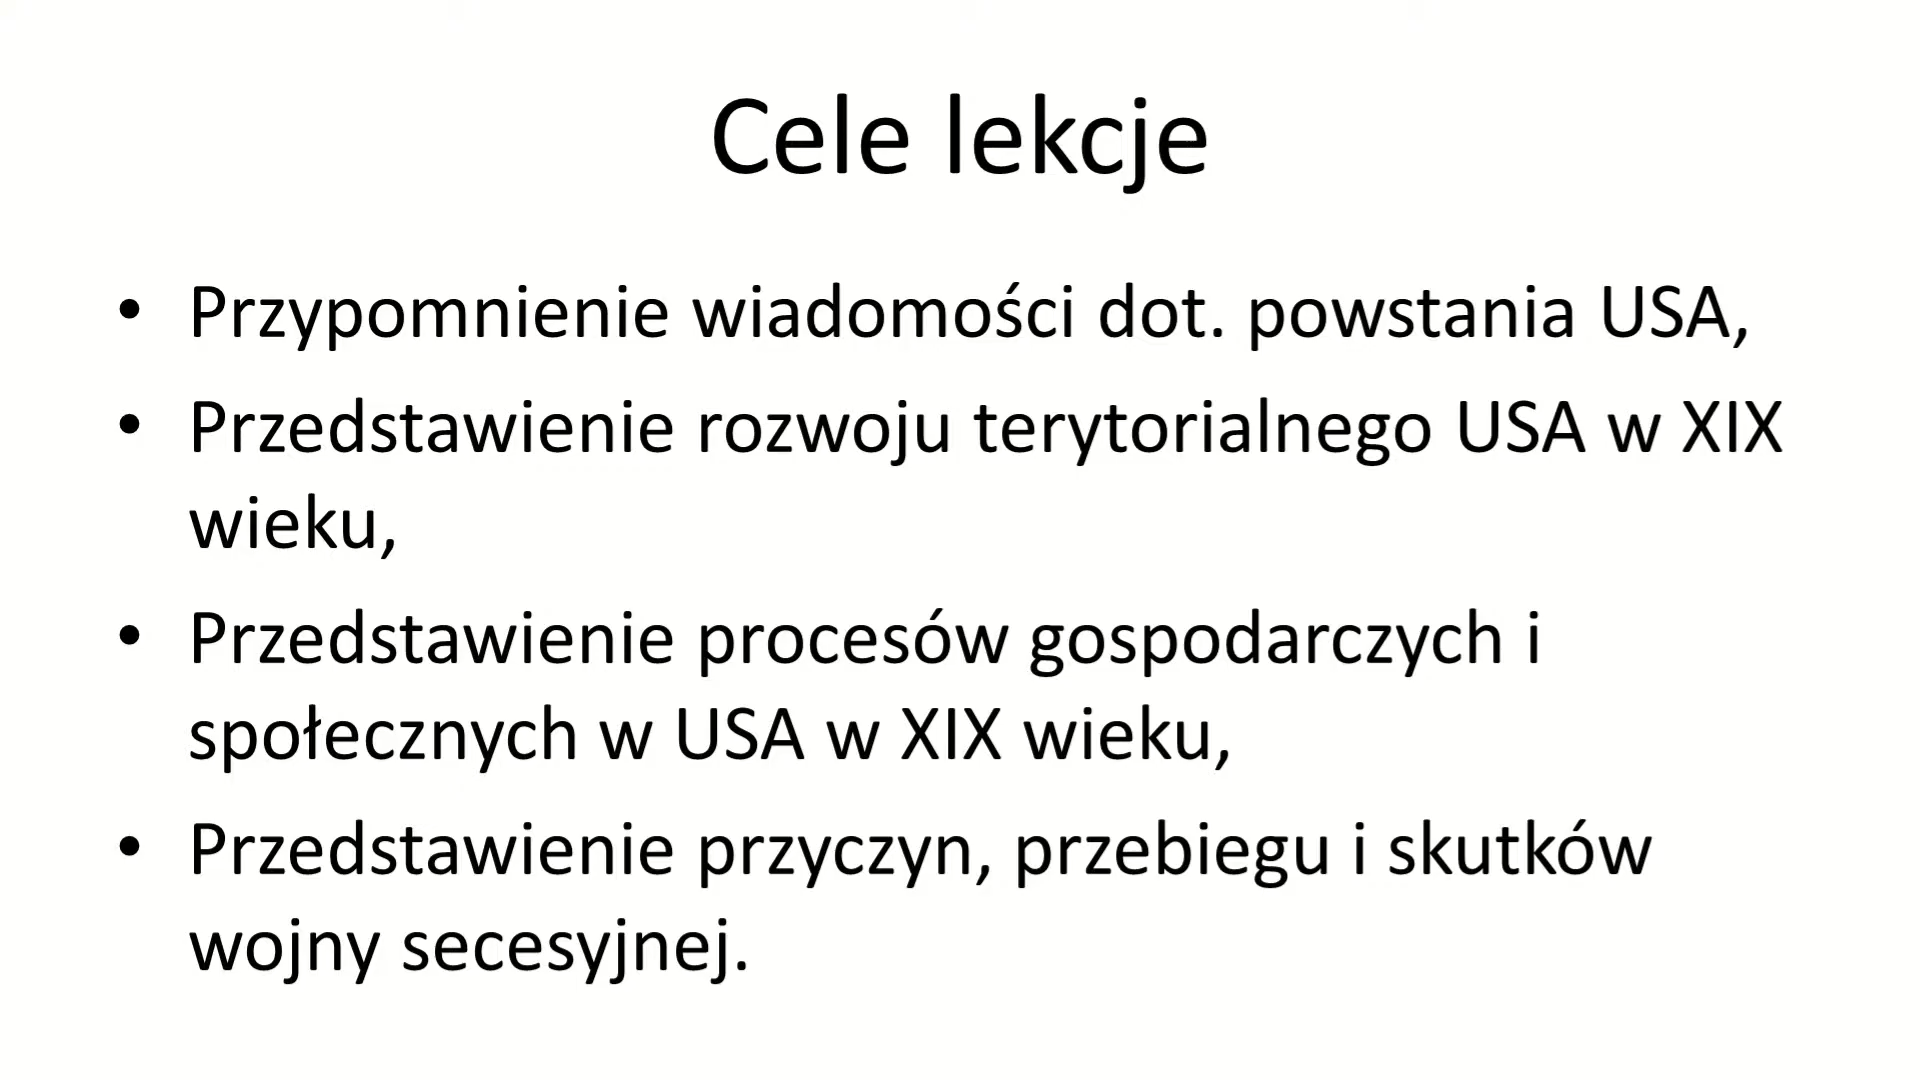 Cele lekcje
• Przypomnienie wiadomości dot. powstania USA,
• Przedstawienie rozwoju terytorialnego USA w XIX
wieku,
• Przedstawienie procesów gospodarczych i
społecznych w USA w XIX wieku,
• Przedstawienie przyczyn, przebiegu i skutków
wojny secesyjnej.